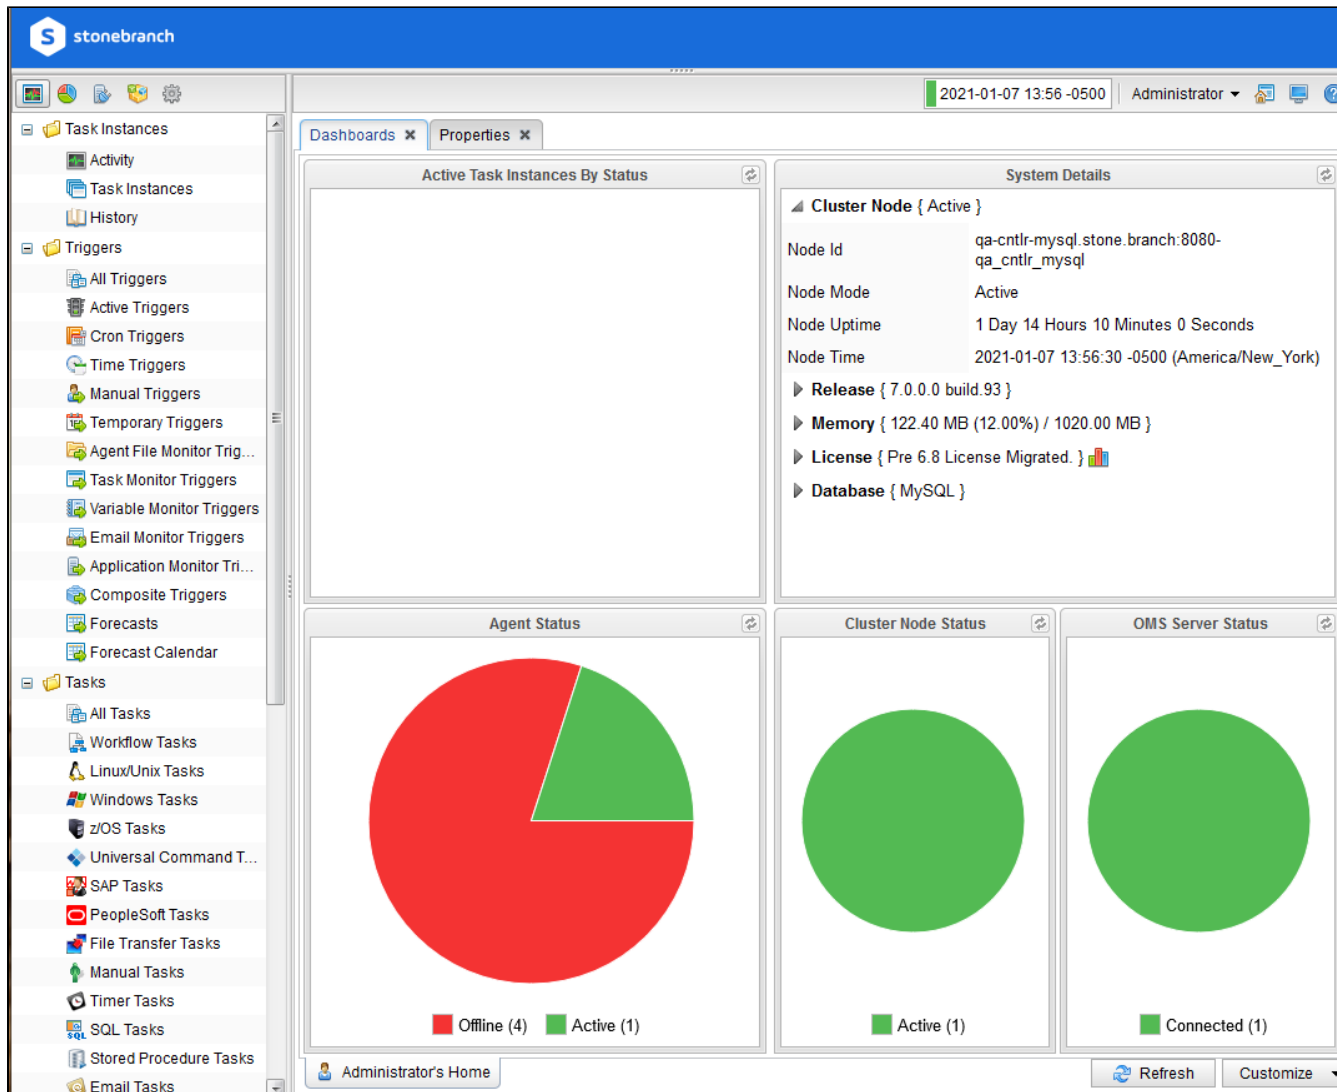 S stonebranch
2021-01-07 13:56 -0500 Administrator
Task Instances
Activity
Task Instances
History
Triggers
All Triggers
Active Triggers
Cron Triggers
Time Triggers
Manual Triggers
Temporary Triggers
Agent File Monitor Trig...
Task Monitor Triggers
Variable Monitor Triggers
Email Monitor Triggers
Application Monitor Tri...
Composite Triggers
Forecasts
Forecast Calendar
Tasks
All Tasks
Workflow Tasks
Linux/Unix Tasks
Windows Tasks
z/OS Tasks
Universal Command T...
SAP Tasks
PeopleSoft Tasks
File Transfer Tasks
Manual Tasks
Timer Tasks
SQL Tasks
Stored Procedure Tasks
Email Tasks
Dashboards Properties
Active Task Instances By Status
System Details
Cluster Node { Active }
Node Id qa-cntlr-mysql.stone.branch:8080-
qa_cntlr_mysql
Node Mode Active
Node Uptime 1 Day 14 Hours 10 Minutes 0 Seconds
Node Time 2021-01-07 13:56:30 -0500 (America/New_York)
Release { 7.0.0.0 build.93 }
Memory { 122.40 MB (12.00%) / 1020.00 MB }
License { Pre 6.8 License Migrated. }
Database { MySQL }
Agent Status
Offline (4) Active (1)
Cluster Node Status
Active (1)
OMS Server Status
Connected (1)
Administrator's Home
Refresh Customize